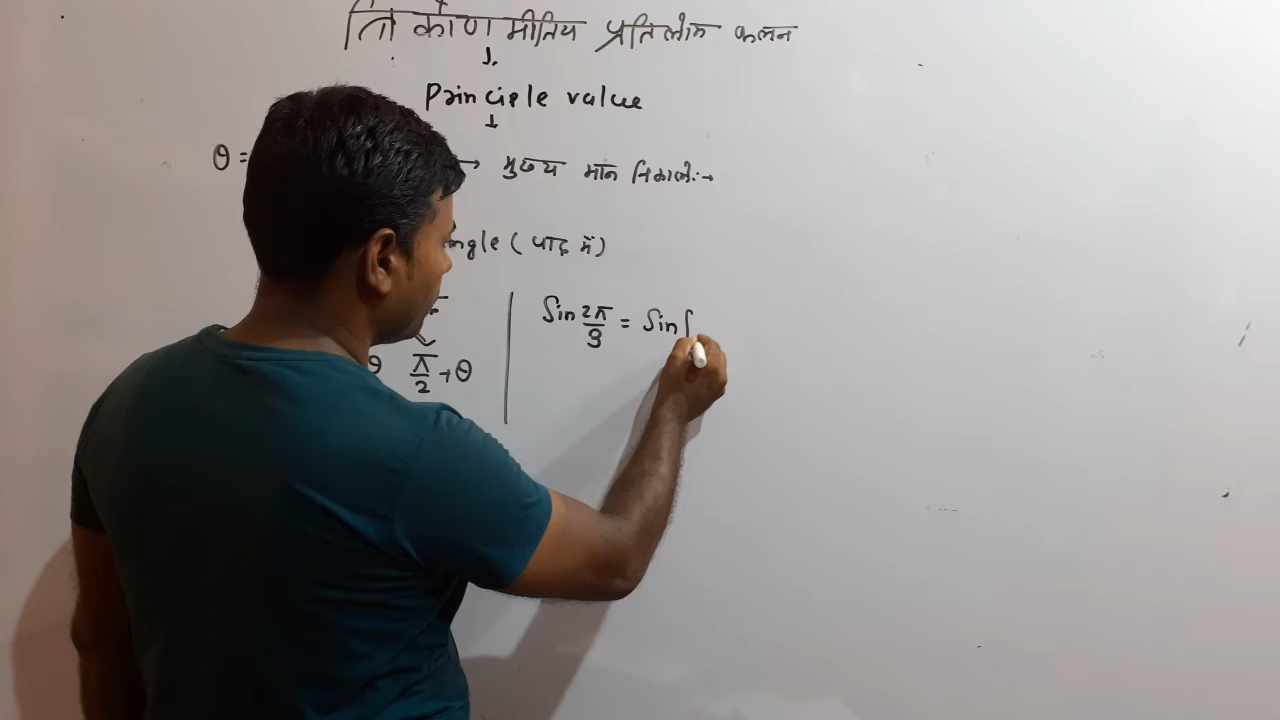 त्रिकोणमीतिय प्रतिलोम फलन
↓
Principle value
↓
θ = → मुख्य मान निकाले:→
ngle ( पाद में )
θ π/2 + θ | Sin 2π/3 = Sin (